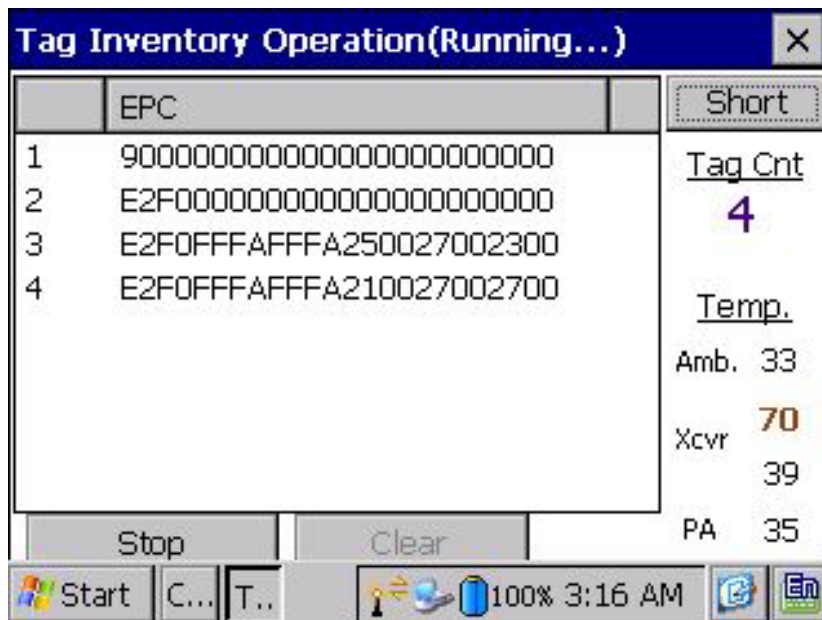 Tag Inventory Operation(Running...)
EPC
Short
1 900000000000000000000000
2 E2F000000000000000000000
3 E2F0FFFAFFFA250027002300
4 E2F0FFFAFFFA210027002700
Tag Cnt
4
Temp.
Amb. 33
Xcvr 70
39
PA 35
Stop Clear
Start C... T.. 100% 3:16 AM En